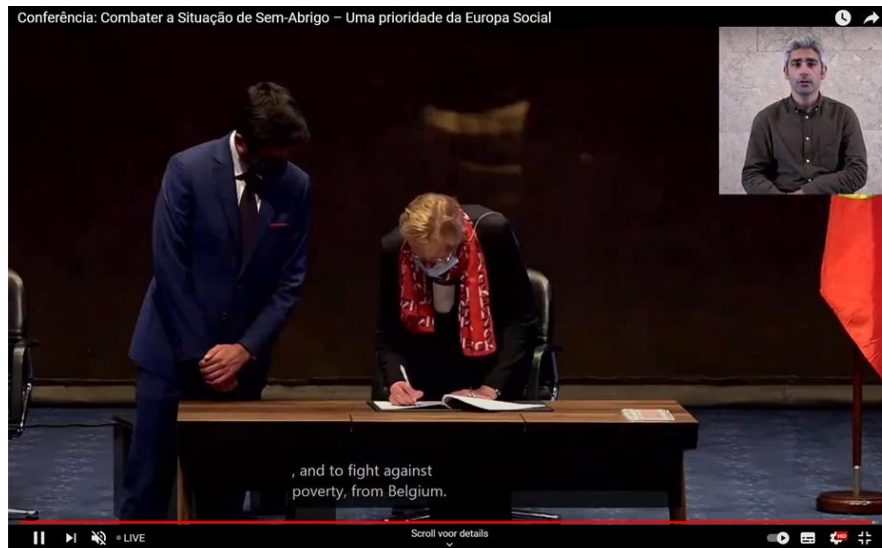 Conferência: Combater a Situação de Sem-Abrigo – Uma prioridade da Europa Social
, and to fight against
poverty, from Belgium.
LIVE
Scroll voor details
HD